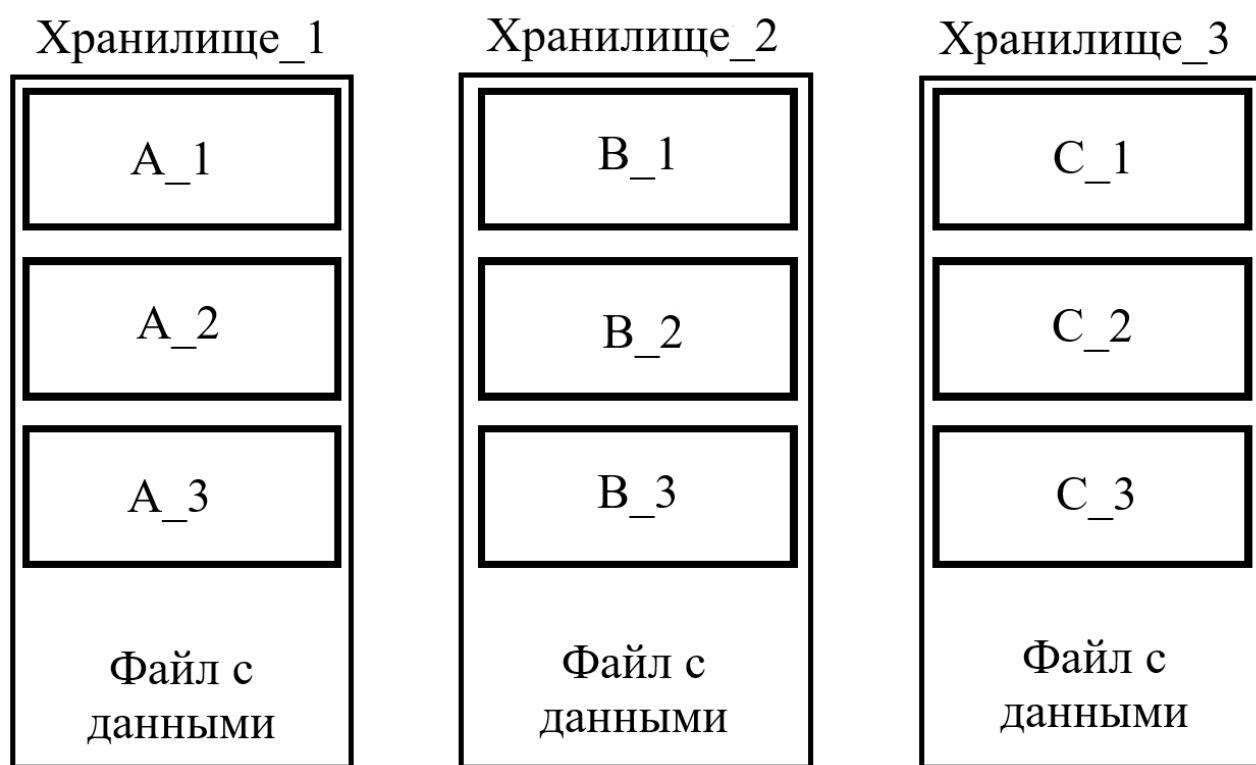 Хранилище_1
A_1
A_2
A_3
Файл с
данными
Хранилище_2
B_1
B_2
B_3
Файл с
данными
Хранилище_3
C_1
C_2
C_3
Файл с
данными